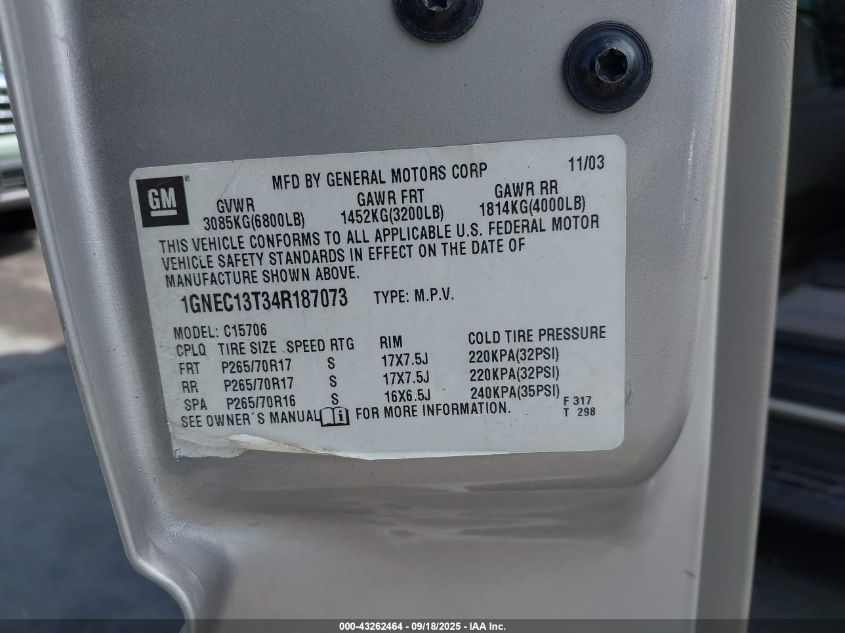 MFD BY GENERAL MOTORS CORP 11/03
GM
GVWR GAWR FRT GAWR RR
3085KG(6800LB) 1452KG(3200LB) 1814KG(4000LB)
THIS VEHICLE CONFORMS TO ALL APPLICABLE U.S. FEDERAL MOTOR
VEHICLE SAFETY STANDARDS IN EFFECT ON THE DATE OF
MANUFACTURE SHOWN ABOVE.
1GNEC13T34R187073 TYPE: M.P.V.
MODEL: C15706
CPLQ TIRE SIZE SPEED RTG RIM COLD TIRE PRESSURE
FRT P265/70R17 S 17X7.5J 220KPA(32PSI)
RR P265/70R17 S 17X7.5J 220KPA(32PSI)
SPA P265/70R16 S 16X6.5J 240KPA(35PSI) F 317
SEE OWNER'S MANUAL FOR MORE INFORMATION. T 298
000-43262464 - 09/18/2025 - IAA Inc.